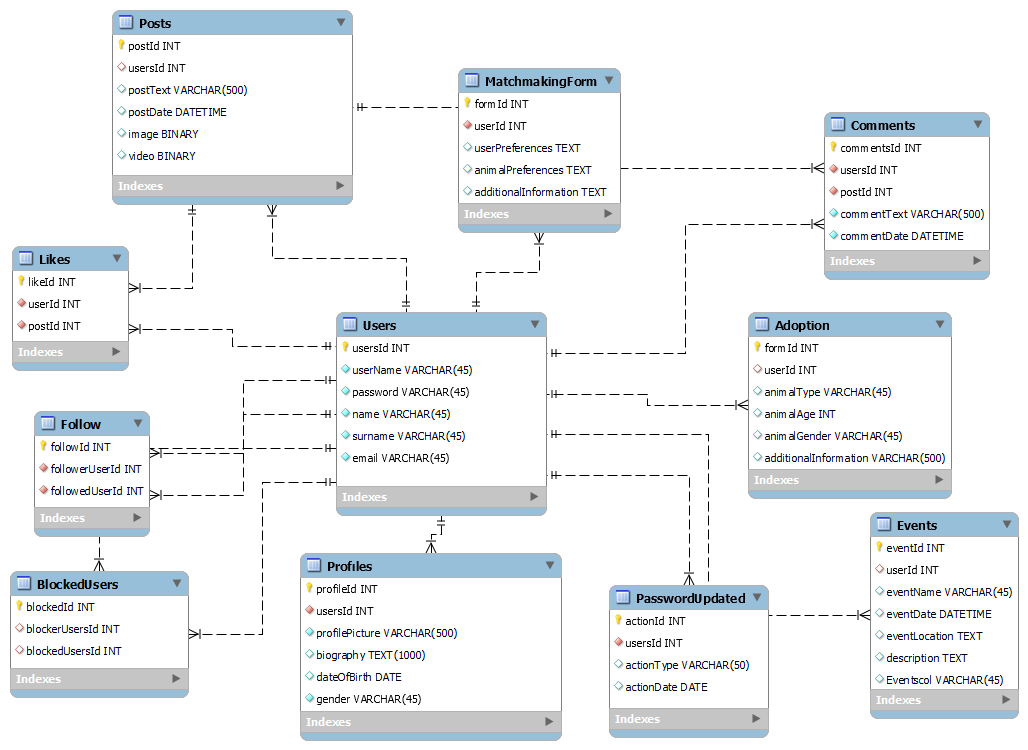 Posts
postId INT
usersId INT
postText VARCHAR(500)
postDate DATETIME
image BINARY
video BINARY
Indexes
MatchmakingForm
formId INT
userId INT
userPreferences TEXT
animalPreferences TEXT
additionalInformation TEXT
Indexes
Comments
commentsId INT
usersId INT
postId INT
commentText VARCHAR(500)
commentDate DATETIME
Indexes
Likes
likeId INT
userId INT
postId INT
Indexes
Users
usersId INT
userName VARCHAR(45)
password VARCHAR(45)
name VARCHAR(45)
surname VARCHAR(45)
email VARCHAR(45)
Indexes
Adoption
formId INT
userId INT
animalType VARCHAR(45)
animalAge INT
animalGender VARCHAR(45)
additionalInformation VARCHAR(500)
Indexes
Follow
followId INT
followerUserId INT
followedUserId INT
Indexes
BlockedUsers
blockedId INT
blockerUsersId INT
blockedUsersId INT
Indexes
Profiles
profileId INT
usersId INT
profilePicture VARCHAR(500)
biography TEXT(1000)
dateOfBirth DATE
gender VARCHAR(45)
Indexes
PasswordUpdated
actionId INT
usersId INT
actionType VARCHAR(50)
actionDate DATE
Indexes
Events
eventId INT
userId INT
eventName VARCHAR(45)
eventDate DATETIME
eventLocation TEXT
description TEXT
Eventscol VARCHAR(45)
Indexes